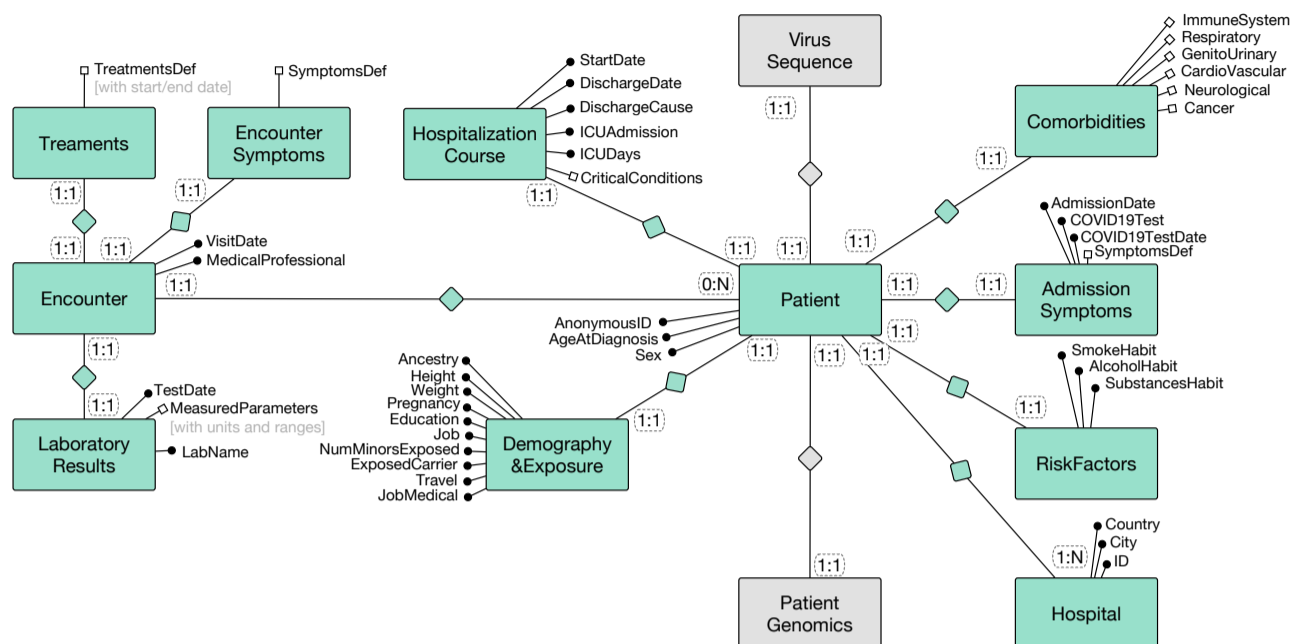 ImmuneSystem
Respiratory
GenitoUrinary
CardioVascular
Neurological
Cancer
Virus
Sequence
StartDate
DischargeDate
DischargeCause
ICUAdmission
ICUDays
CriticalConditions
TreatmentsDef
[with start/end date]
SymptomsDef
Treaments
Encounter
Symptoms
Hospitalization
Course
Comorbidities
1:1
1:1
1:1
1:1
1:1
1:1
1:1
1:1
1:1
1:1
VisitDate
MedicalProfessional
AdmissionDate
COVID19Test
COVID19TestDate
SymptomsDef
Encounter
1:1
0:N
Patient
1:1
1:1
Admission
Symptoms
AnonymousID
AgeAtDiagnosis
Sex
1:1
1:1
1:1
1:1
1:1
SmokeHabit
AlcoholHabit
SubstancesHabit
Ancestry
Height
Weight
Pregnancy
Education
Job
NumMinorsExposed
ExposedCarrier
Travel
JobMedical
TestDate
MeasuredParameters
[with units and ranges]
LabName
1:1
1:1
1:1
Laboratory
Results
Demography
&Exposure
RiskFactors
Country
City
ID
1:1
1:N
Patient
Genomics
Hospital